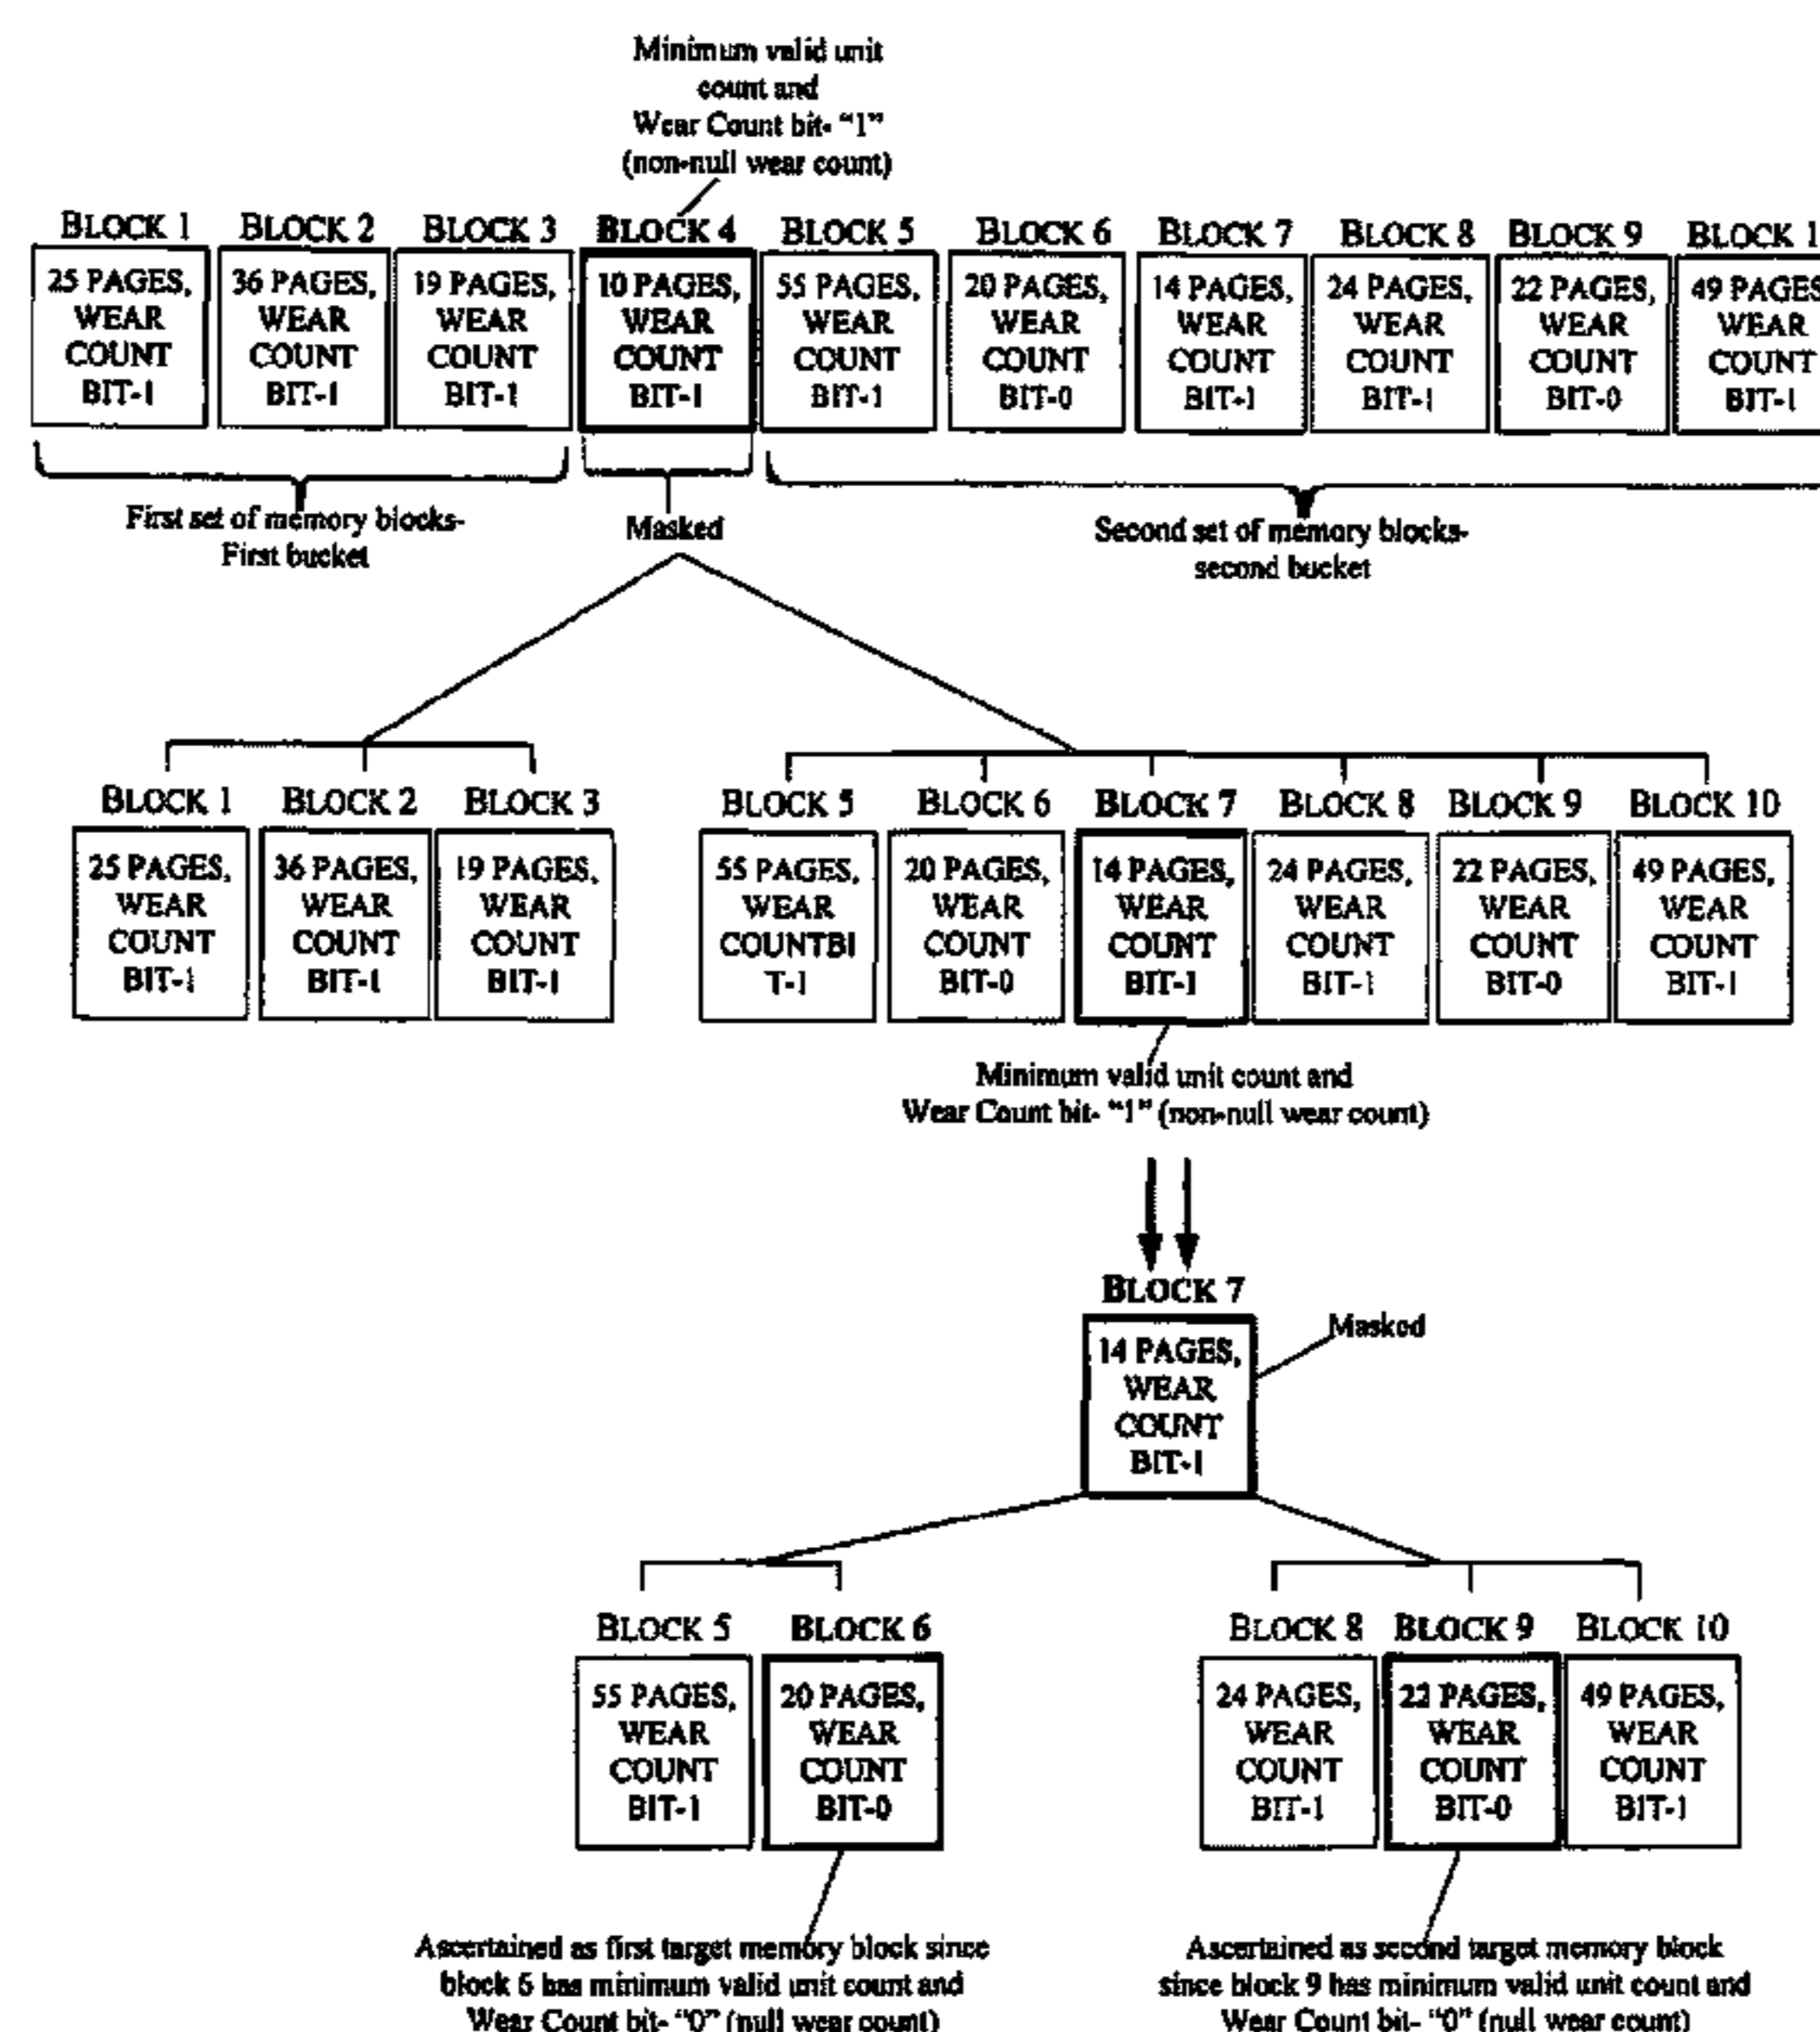 Minimum valid unit
count and
Wear Count bit- "1"
(non-null wear count)
BLOCK 1 BLOCK 2 BLOCK 3 BLOCK 4 BLOCK 5 BLOCK 6 BLOCK 7 BLOCK 8 BLOCK 9 BLOCK 1
25 PAGES, 36 PAGES, 19 PAGES, 10 PAGES, 55 PAGES, 20 PAGES, 14 PAGES, 24 PAGES, 22 PAGES, 49 PAGES
WEAR WEAR WEAR WEAR WEAR WEAR WEAR WEAR WEAR WEAR
COUNT COUNT COUNT COUNT COUNT COUNT COUNT COUNT COUNT COUNT
BIT-1 BIT-1 BIT-1 BIT-1 BIT-1 BIT-0 BIT-1 BIT-1 BIT-0 BIT-1
First set of memory blocks-
First bucket
Masked
Second set of memory blocks-
second bucket
BLOCK 1 BLOCK 2 BLOCK 3 BLOCK 5 BLOCK 6 BLOCK 7 BLOCK 8 BLOCK 9 BLOCK 10
25 PAGES, 36 PAGES, 19 PAGES, 55 PAGES, 20 PAGES, 14 PAGES, 24 PAGES, 22 PAGES, 49 PAGES,
WEAR WEAR WEAR WEAR WEAR WEAR WEAR WEAR WEAR
COUNT COUNT COUNT COUNTBI COUNT COUNT COUNT COUNT COUNT
BIT-1 BIT-1 BIT-1 T-1 BIT-0 BIT-1 BIT-1 BIT-0 BIT-1
Minimum valid unit count and
Wear Count bit- "1" (non-null wear count)
BLOCK 7
Masked
14 PAGES,
WEAR
COUNT
BIT-1
BLOCK 5 BLOCK 6 BLOCK 8 BLOCK 9 BLOCK 10
55 PAGES, 20 PAGES, 24 PAGES, 22 PAGES, 49 PAGES,
WEAR WEAR WEAR WEAR WEAR
COUNT COUNT COUNT COUNT COUNT
BIT-1 BIT-0 BIT-1 BIT-0 BIT-1
Ascertained as first target memory block since
block 6 has minimum valid unit count and
Wear Count bit- "0" (null wear count)
Ascertained as second target memory block
since block 9 has minimum valid unit count and
Wear Count bit- "0" (null wear count)